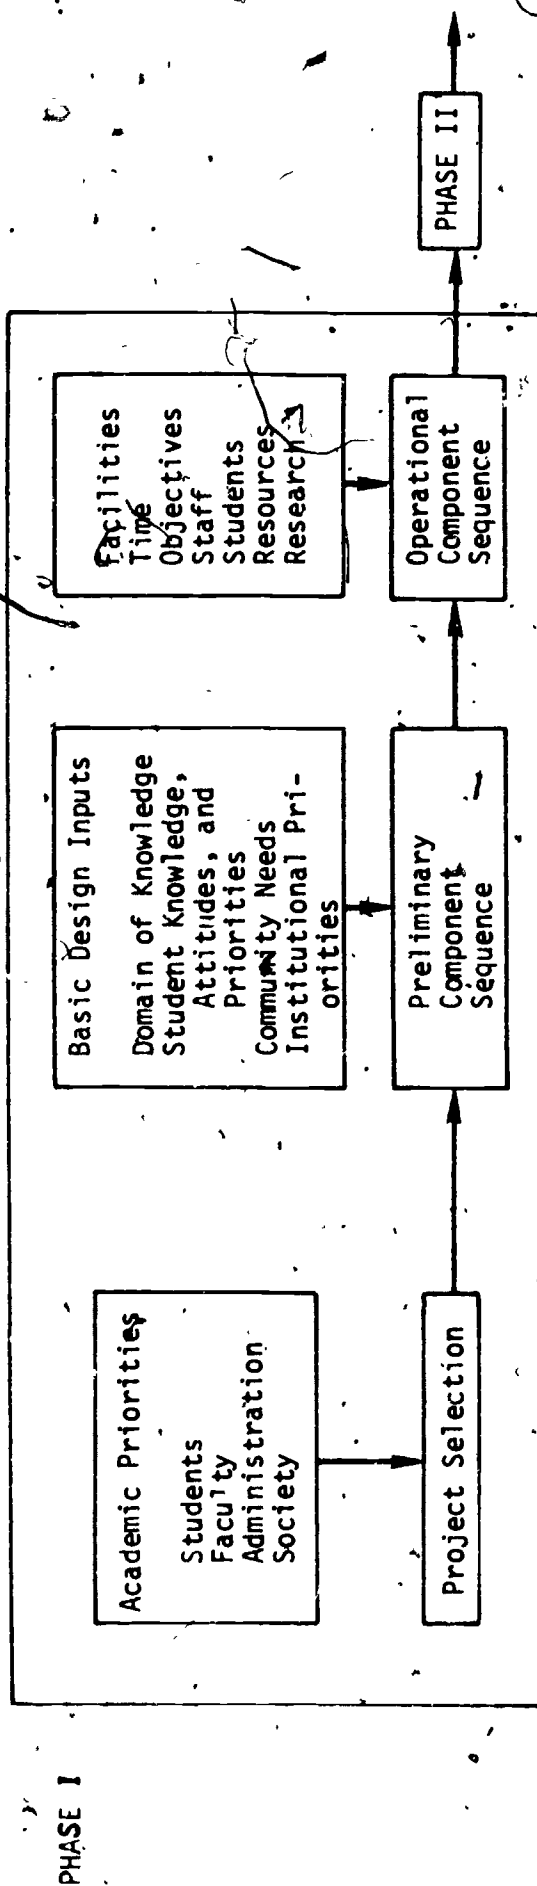 PHASE I
Academic Priorities
Students
Faculty
Administration
Society
Project Selection
Basic Design Inputs
Domain of Knowledge
Student Knowledge,
Attitudes, and
Priorities
Community Needs
Institutional Pri-
orities
Preliminary
Component
Sequence
Facilities
Time
Objectives
Staff
Students
Resources
Research
Operational
Component
Sequence
PHASE II